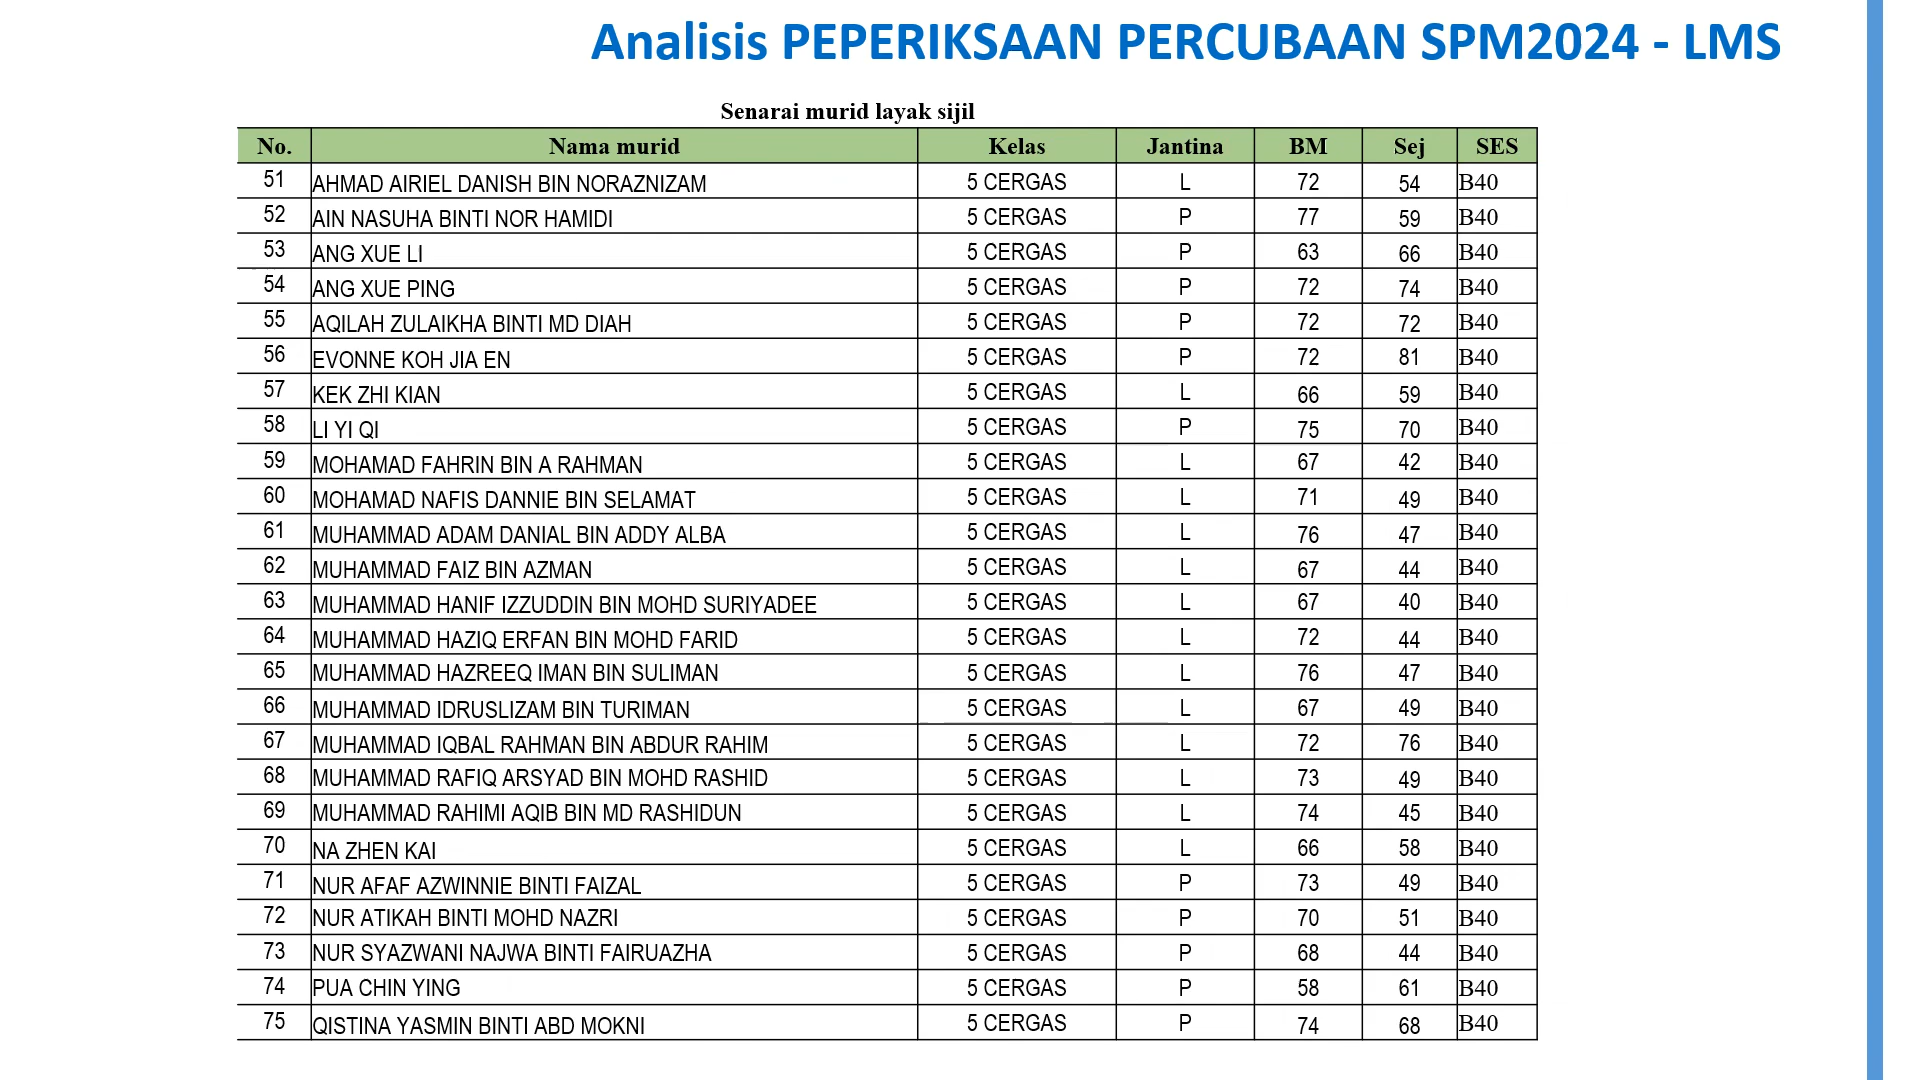 Analisis PEPERIKSAAN PERCUBAAN SPM2024 - LMS
Senarai murid layak sijil
No. Nama murid Kelas Jantina BM Sej SES
51 AHMAD AIRIEL DANISH BIN NORAZNIZAM 5 CERGAS L 72 54 B40
52 AIN NASUHA BINTI NOR HAMIDI 5 CERGAS P 77 59 B40
53 ANG XUE LI 5 CERGAS P 63 66 B40
54 ANG XUE PING 5 CERGAS P 72 74 B40
55 AQILAH ZULAIKHA BINTI MD DIAH 5 CERGAS P 72 72 B40
56 EVONNE KOH JIA EN 5 CERGAS P 72 81 B40
57 KEK ZHI KIAN 5 CERGAS L 66 59 B40
58 LI YI QI 5 CERGAS P 75 70 B40
59 MOHAMAD FAHRIN BIN A RAHMAN 5 CERGAS L 67 42 B40
60 MOHAMAD NAFIS DANNIE BIN SELAMAT 5 CERGAS L 71 49 B40
61 MUHAMMAD ADAM DANIAL BIN ADDY ALBA 5 CERGAS L 76 47 B40
62 MUHAMMAD FAIZ BIN AZMAN 5 CERGAS L 67 44 B40
63 MUHAMMAD HANIF IZZUDDIN BIN MOHD SURIYADEE 5 CERGAS L 67 40 B40
64 MUHAMMAD HAZIQ ERFAN BIN MOHD FARID 5 CERGAS L 72 44 B40
65 MUHAMMAD HAZREEQ IMAN BIN SULIMAN 5 CERGAS L 76 47 B40
66 MUHAMMAD IDRUSLIZAM BIN TURIMAN 5 CERGAS L 67 49 B40
67 MUHAMMAD IQBAL RAHMAN BIN ABDUR RAHIM 5 CERGAS L 72 76 B40
68 MUHAMMAD RAFIQ ARSYAD BIN MOHD RASHID 5 CERGAS L 73 49 B40
69 MUHAMMAD RAHIMI AQIB BIN MD RASHIDUN 5 CERGAS L 74 45 B40
70 NA ZHEN KAI 5 CERGAS L 66 58 B40
71 NUR AFAF AZWINNIE BINTI FAIZAL 5 CERGAS P 73 49 B40
72 NUR ATIKAH BINTI MOHD NAZRI 5 CERGAS P 70 51 B40
73 NUR SYAZWANI NAJWA BINTI FAIRUAZHA 5 CERGAS P 68 44 B40
74 PUA CHIN YING 5 CERGAS P 58 61 B40
75 QISTINA YASMIN BINTI ABD MOKNI 5 CERGAS P 74 68 B40